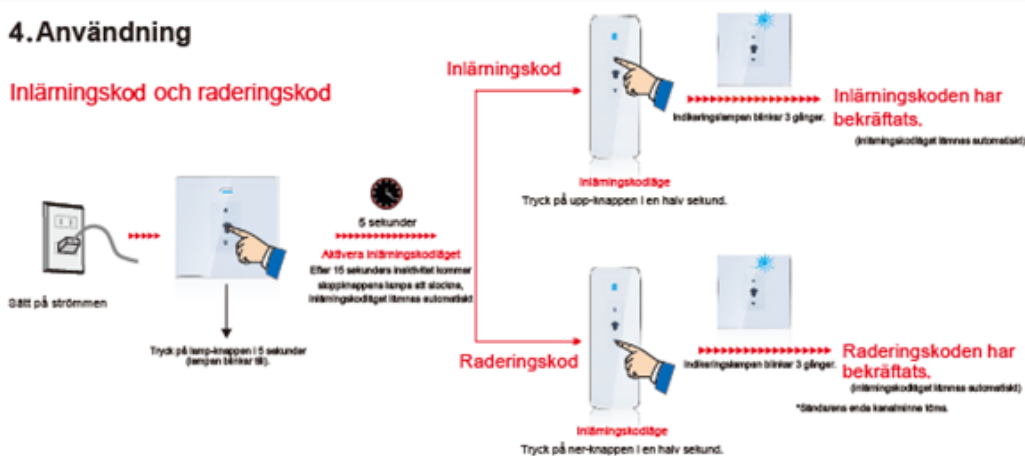 4.Användning
Inlärningskod och raderingskod
Sätt på strömmen
Tryck på lamp-knappen i 5 sekunder
(lampan blinkar till).
5 sekunder
Aktivera inlärningskodläget
Efter 15 sekunders inaktivitet kommer
stoppknappens lampa att slockna,
inlärningskodläget lämnas automatiskt
Inlärningskod
Inlärningskodläge
Tryck på upp-knappen i en halv sekund.
Indikeringslampan blinkar 3 gånger.
Inlärningskoden har
bekräftats.
(inlärningskodläget lämnas automatiskt)
Raderingskod
Inlärningskodläge
Tryck på ner-knappen i en halv sekund.
Indikeringslampan blinkar 3 gånger.
Raderingskoden har
bekräftats.
(inlärningskodläget lämnas automatiskt)
*Sändarens enda kanalminne töms.